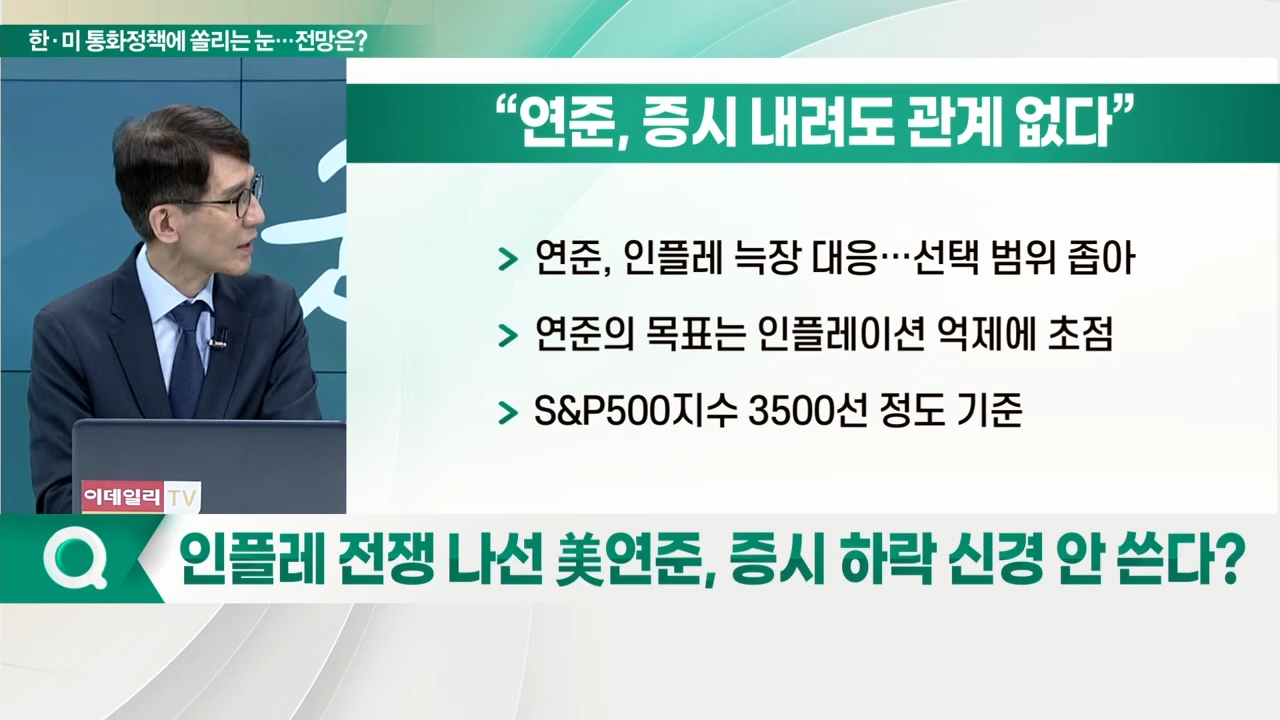 한·미 통화정책에 쏠리는 눈…전망은?
“연준, 증시 내려도 관계 없다”
> 연준, 인플레 늑장 대응…선택 범위 좁아
> 연준의 목표는 인플레이션 억제에 초점
> S&P500지수 3500선 정도 기준
이데일리TV
Q 인플레 전쟁 나선 美연준, 증시 하락 신경 안 쓴다?